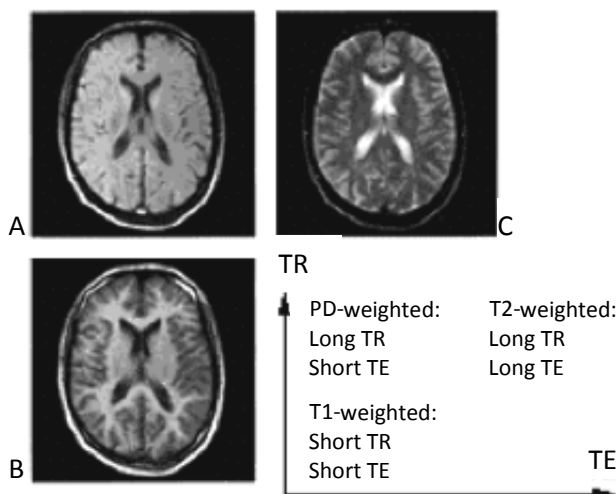 A
C
B
TR
PD-weighted:
Long TR
Short TE
T2-weighted:
Long TR
Long TE
T1-weighted:
Short TR
Short TE
TE